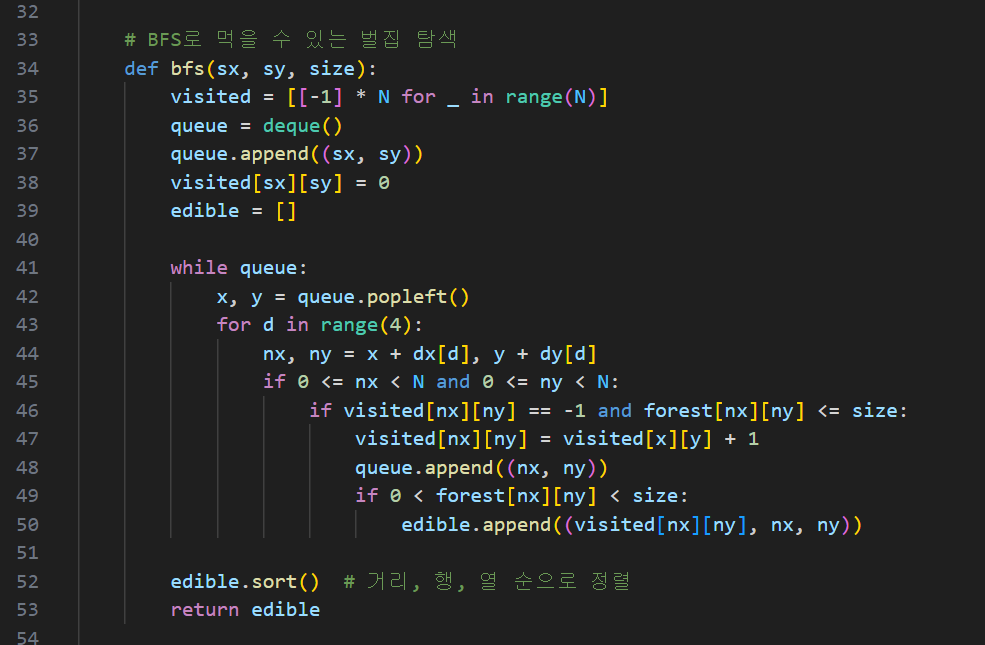 32
33 # BFS로 먹을 수 있는 벌집 탐색
34 def bfs(sx, sy, size):
35     visited = [[-1] * N for _ in range(N)]
36     queue = deque()
37     queue.append((sx, sy))
38     visited[sx][sy] = 0
39     edible = []
40
41     while queue:
42         x, y = queue.popleft()
43         for d in range(4):
44             nx, ny = x + dx[d], y + dy[d]
45             if 0 <= nx < N and 0 <= ny < N:
46                 if visited[nx][ny] == -1 and forest[nx][ny] <= size:
47                     visited[nx][ny] = visited[x][y] + 1
48                     queue.append((nx, ny))
49                     if 0 < forest[nx][ny] < size:
50                         edible.append((visited[nx][ny], nx, ny))
51
52     edible.sort()  # 거리, 행, 열 순으로 정렬
53     return edible
54